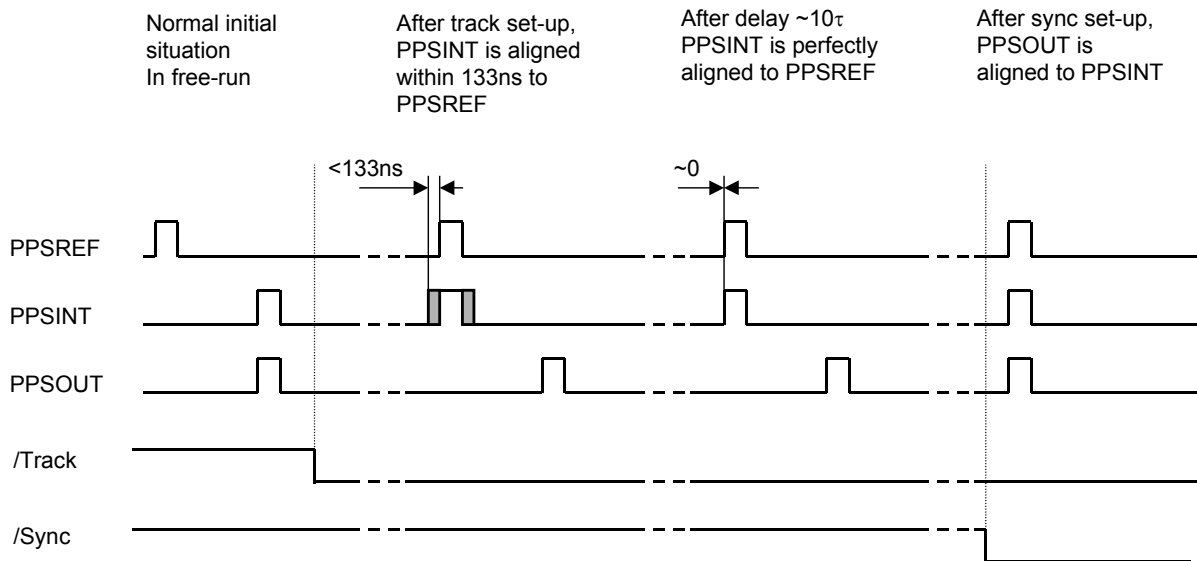 Normal initial
situation
In free-run
After track set-up,
PPSINT is aligned
within 133ns to
PPSREF
After delay ~10τ
PPSINT is perfectly
aligned to PPSREF
After sync set-up,
PPSOUT is
aligned to PPSINT
<133ns
~0
PPSREF
PPSINT
PPSOUT
/Track
/Sync